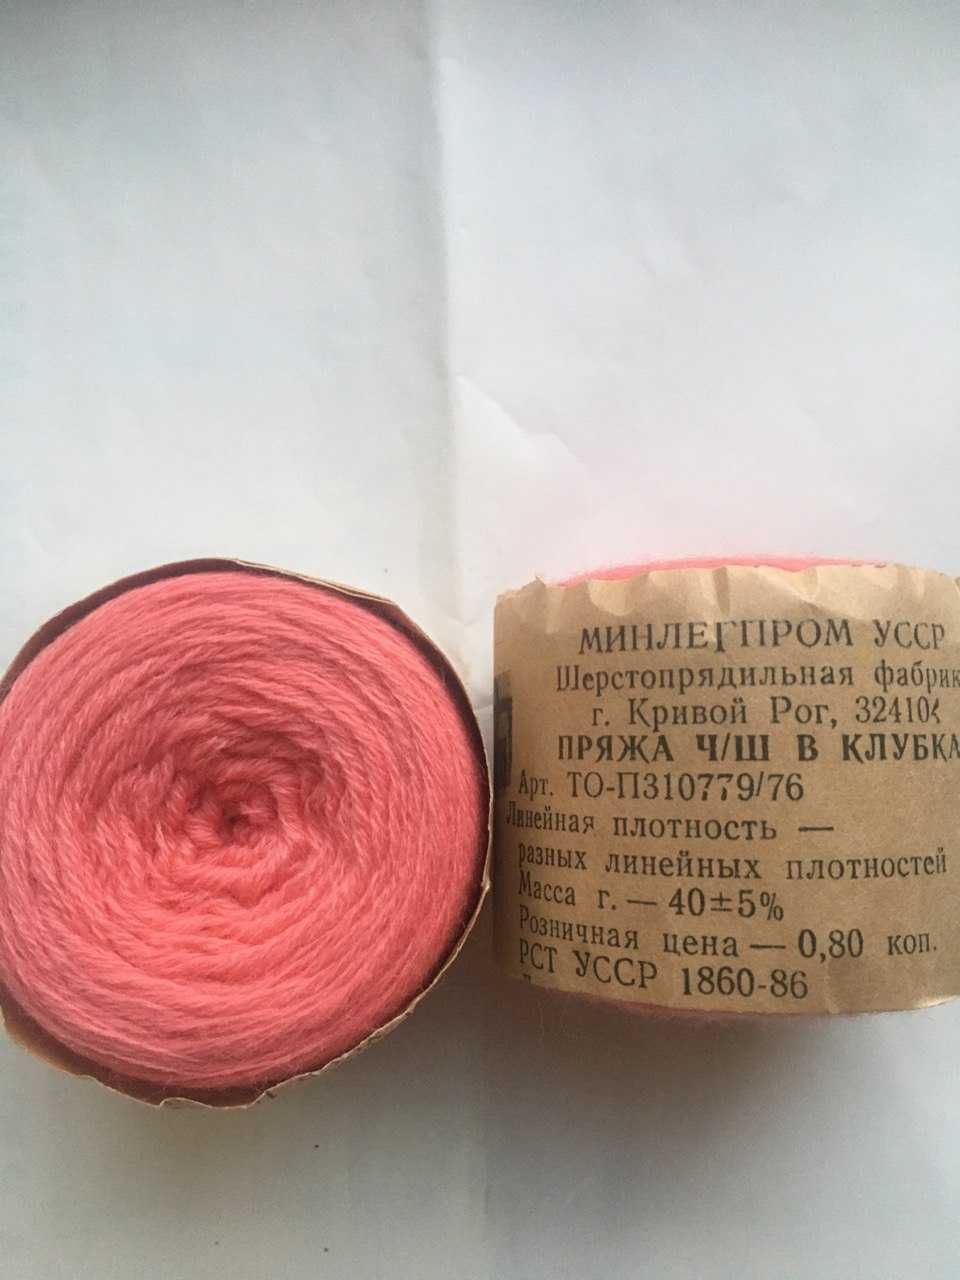 МИНЛЕГПРОМ УССР
Шерстопрядильная фабрик
г. Кривой Рог, 32410
ПРЯЖА Ч/Ш В КЛУБКА
Арт. ТО-П310779/76
Линейная плотность —
разных линейных плотностей
Масса г. — 40±5%
Розничная цена — 0,80 коп.
РСТ УССР 1860-86